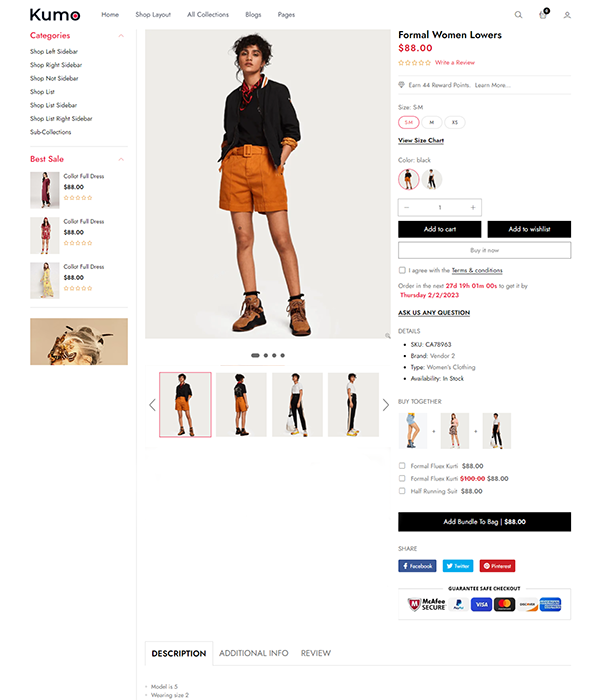 Kumo
Home Shop Layout All Collections Blogs Pages
0
Categories
Shop Left Sidebar
Shop Right Sidebar
Shop Not Sidebar
Shop List
Shop List Sidebar
Shop List Right Sidebar
Sub-Collections
Best Sale
Collot Full Dress
$88.00
Collot Full Dress
$88.00
Collot Full Dress
$88.00
Formal Women Lowers
$88.00
Write a Review
Earn 44 Reward Points. Learn More...
Size: S-M
S-M M XS
View Size Chart
Color: black
− 1 +
Add to cart Add to wishlist
Buy it now
I agree with the Terms & conditions
Order in the next 27d 19h 01m 00s to get it by
Thursday 2/2/2023
ASK US ANY QUESTION
DETAILS
SKU: CA78963
Brand: Vendor 2
Type: Women's Clothing
Availability: In Stock
BUY TOGETHER
+ +
Formal Fluex Kurti $88.00
Formal Fluex Kurti $100.00 $88.00
Half Running Suit $88.00
Add Bundle To Bag | $88.00
SHARE
Facebook Twitter Pinterest
GUARANTEE SAFE CHECKOUT
McAfee SECURE PayPal VISA MasterCard DISCOVER
DESCRIPTION ADDITIONAL INFO REVIEW
Model is 5
Wearing size 2